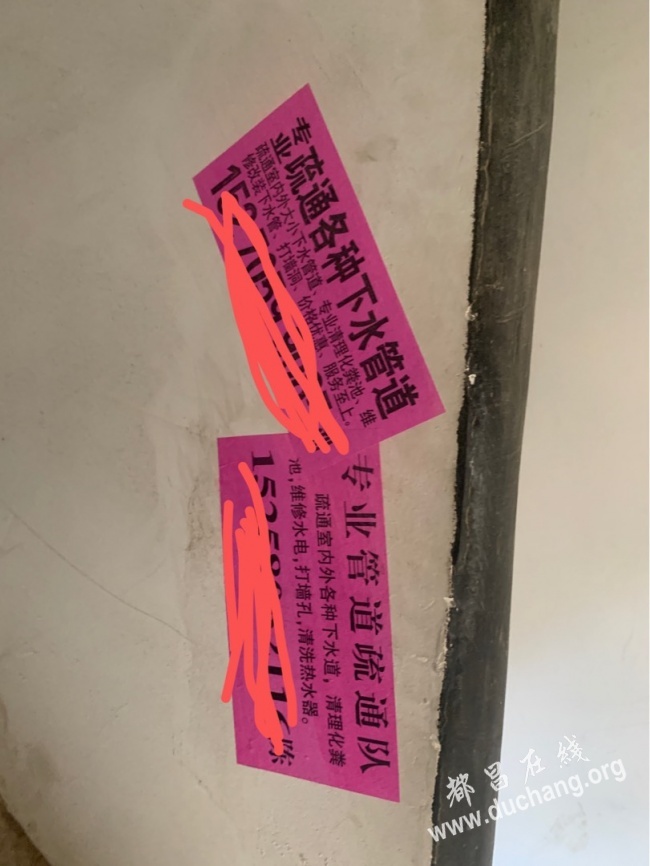 专业疏通各种下水管道
疏通室内外大小下水管道、专业清理化粪池、维
修改装下水管、打墙洞、价格优惠、服务至上。
专业管道疏通队
疏通室内外各种下水道，清理化粪
池，维修水电，打墙孔，清洗热水器。
陈
都昌在线
www.duchang.org